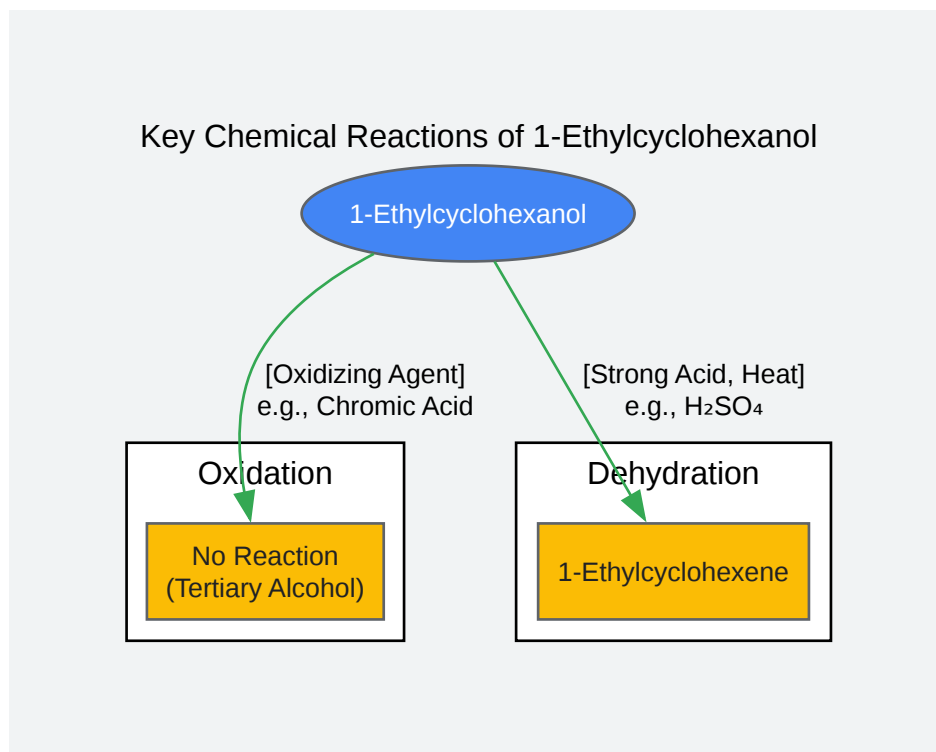 Key Chemical Reactions of 1-Ethylcyclohexanol
1-Ethylcyclohexanol
[Oxidizing Agent]
e.g., Chromic Acid
[Strong Acid, Heat]
e.g., H₂SO₄
Oxidation
No Reaction
(Tertiary Alcohol)
Dehydration
1-Ethylcyclohexene